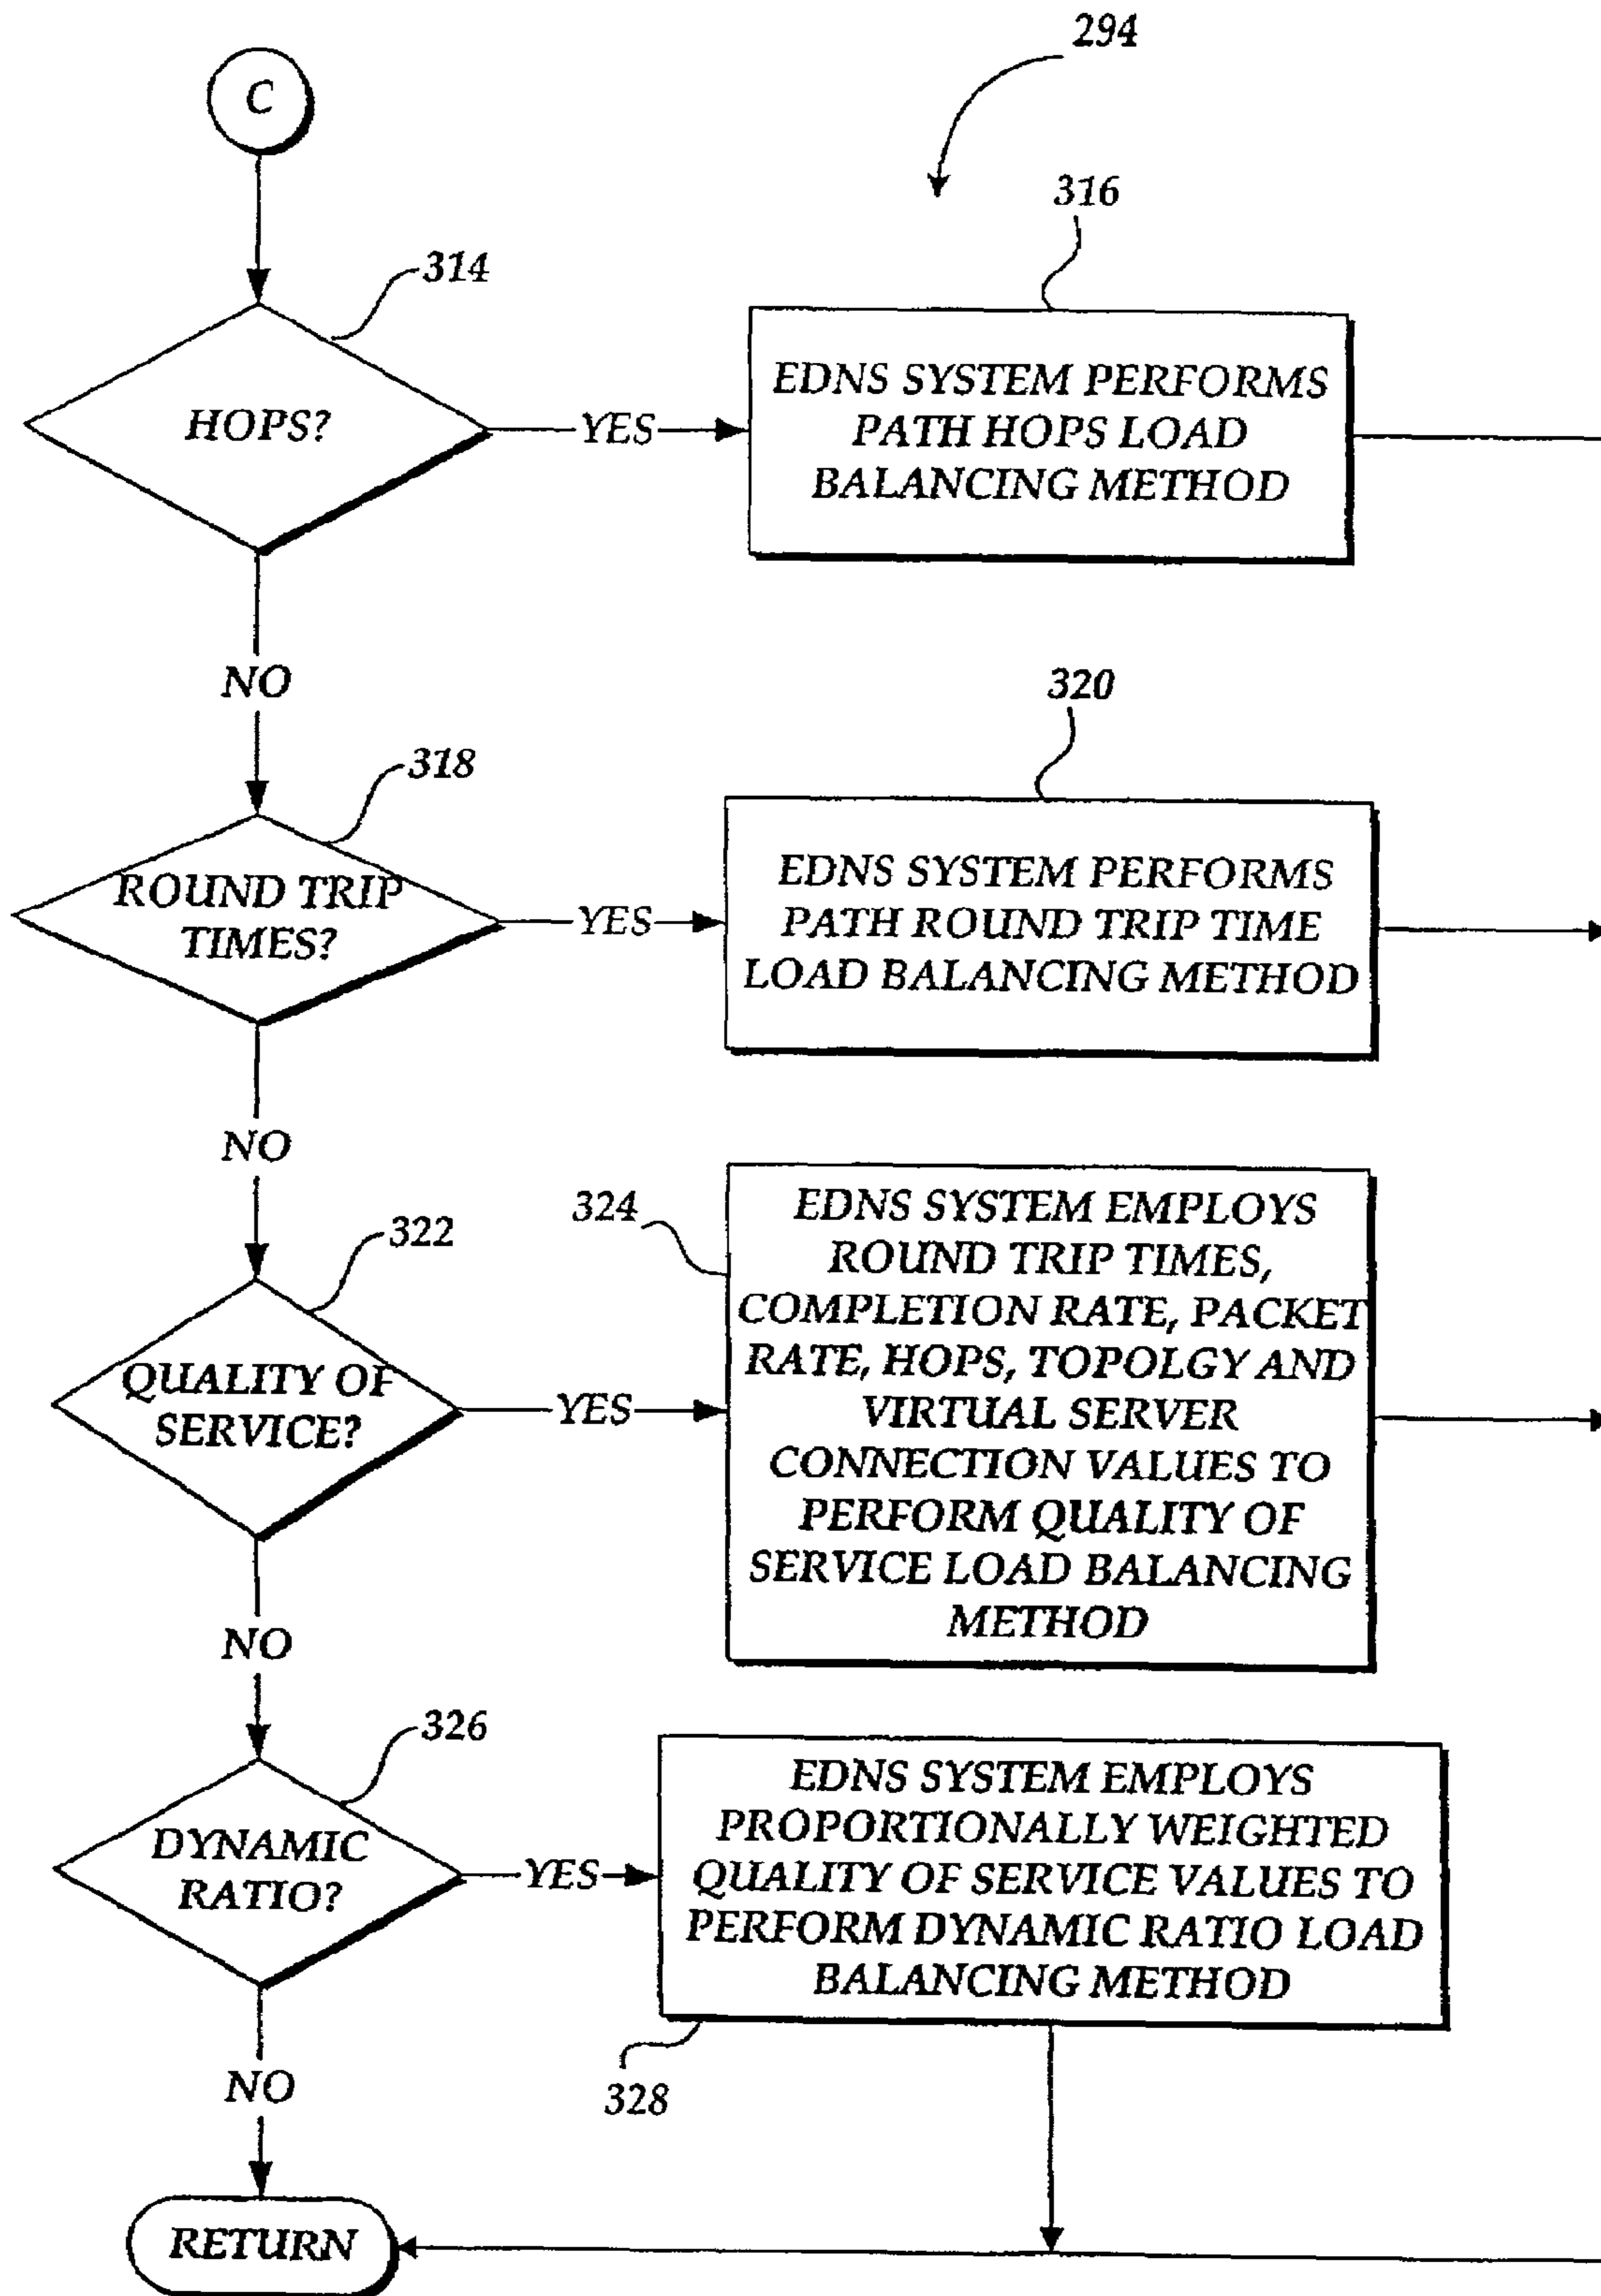 294
C
314
HOPS?
YES
316
EDNS SYSTEM PERFORMS
PATH HOPS LOAD
BALANCING METHOD
NO
318
ROUND TRIP
TIMES?
YES
320
EDNS SYSTEM PERFORMS
PATH ROUND TRIP TIME
LOAD BALANCING METHOD
NO
322
QUALITY OF
SERVICE?
YES
324
EDNS SYSTEM EMPLOYS
ROUND TRIP TIMES,
COMPLETION RATE, PACKET
RATE, HOPS, TOPOLGY AND
VIRTUAL SERVER
CONNECTION VALUES TO
PERFORM QUALITY OF
SERVICE LOAD BALANCING
METHOD
NO
326
DYNAMIC
RATIO?
YES
EDNS SYSTEM EMPLOYS
PROPORTIONALLY WEIGHTED
QUALITY OF SERVICE VALUES TO
PERFORM DYNAMIC RATIO LOAD
BALANCING METHOD
328
NO
RETURN